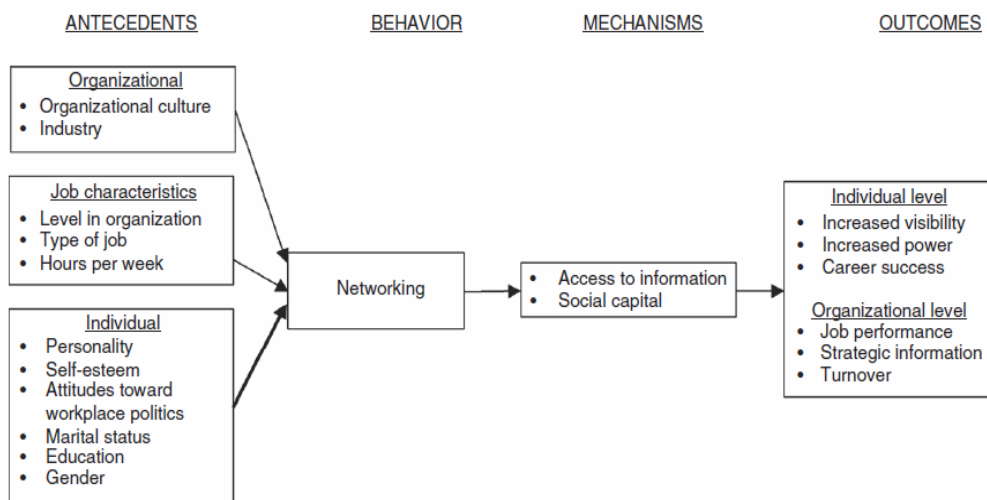 ANTECEDENTS
BEHAVIOR
MECHANISMS
OUTCOMES
Organizational
• Organizational culture
• Industry
Job characteristics
• Level in organization
• Type of job
• Hours per week
Individual
• Personality
• Self-esteem
• Attitudes toward
workplace politics
• Marital status
• Education
• Gender
Networking
• Access to information
• Social capital
Individual level
• Increased visibility
• Increased power
• Career success
Organizational level
• Job performance
• Strategic information
• Turnover